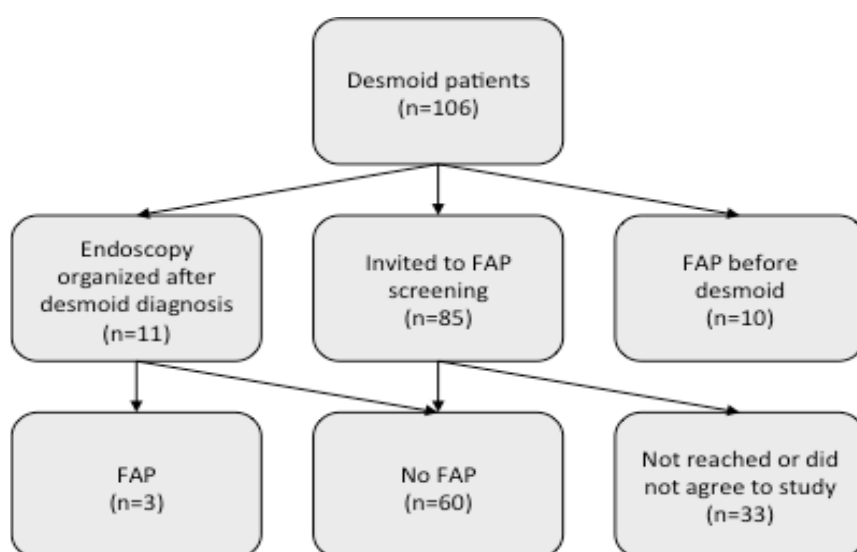 Desmoid patients
(n=106)
Endoscopy
organized after
desmoid diagnosis
(n=11)
Invited to FAP
screening
(n=85)
FAP before
desmoid
(n=10)
FAP
(n=3)
No FAP
(n=60)
Not reached or did
not agree to study
(n=33)